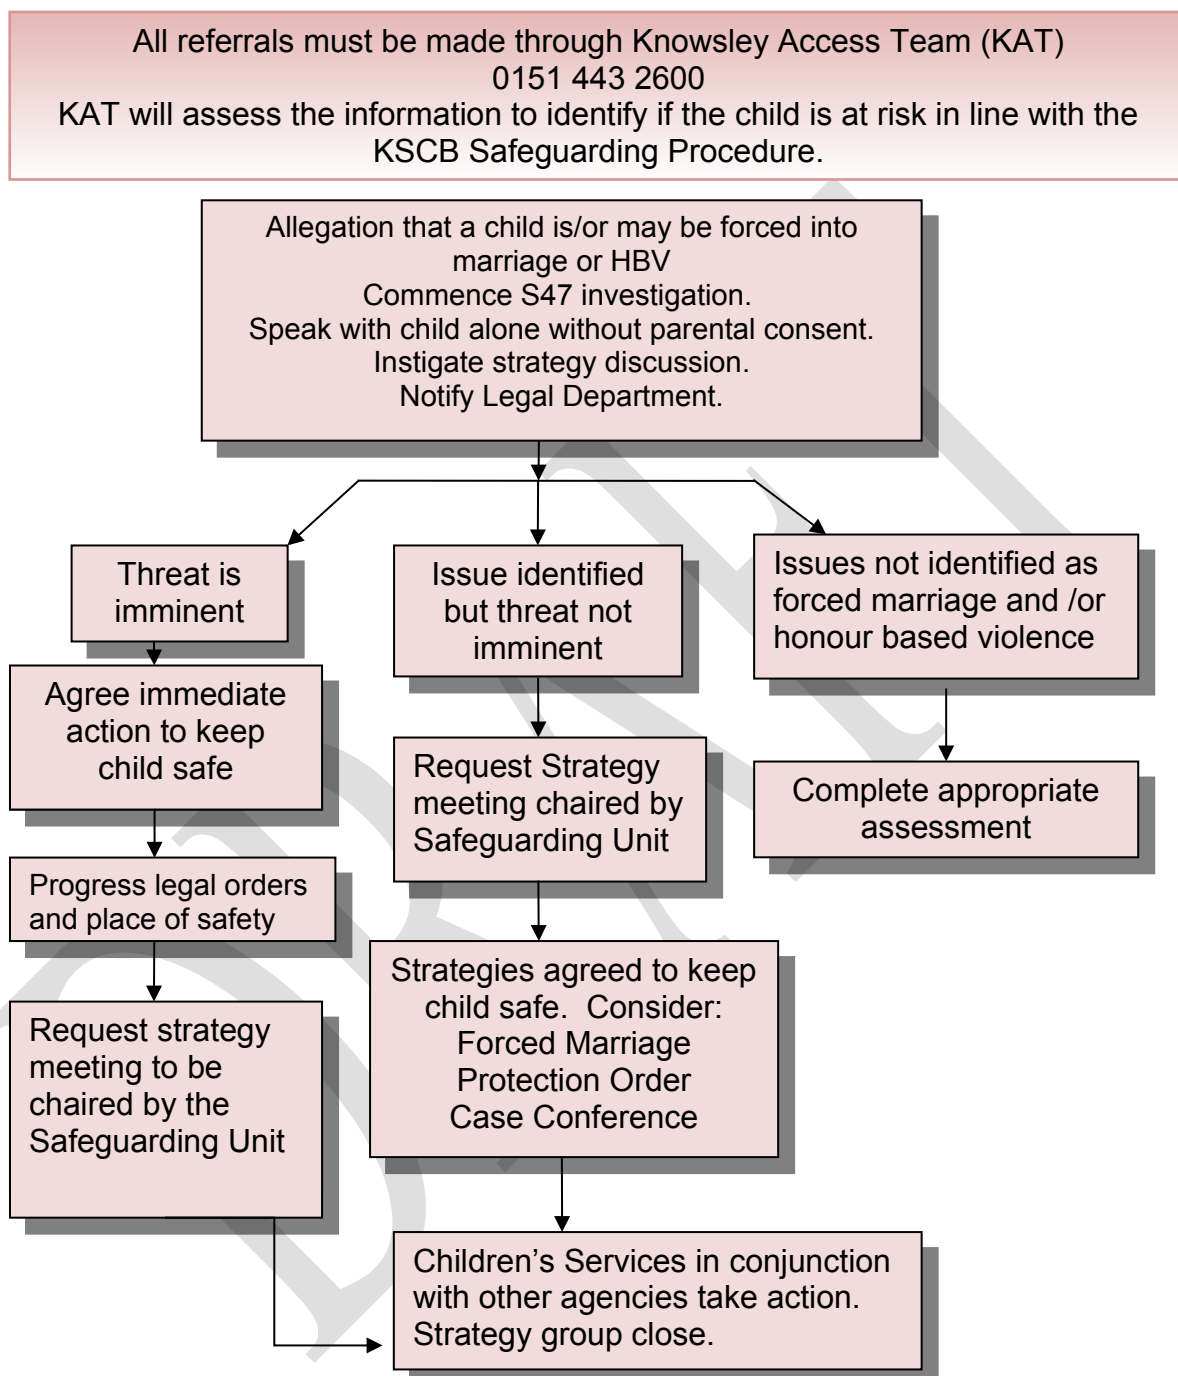 All referrals must be made through Knowsley Access Team (KAT)
0151 443 2600
KAT will assess the information to identify if the child is at risk in line with the
KSCB Safeguarding Procedure.
Allegation that a child is/or may be forced into
marriage or HBV
Commence S47 investigation.
Speak with child alone without parental consent.
Instigate strategy discussion.
Notify Legal Department.
Threat is
imminent
Agree immediate
action to keep
child safe
Progress legal orders
and place of safety
Request strategy
meeting to be
chaired by the
Safeguarding Unit
Issue identified
but threat not
imminent
Request Strategy
meeting chaired by
Safeguarding Unit
Strategies agreed to keep
child safe.  Consider:
Forced Marriage
Protection Order
Case Conference
Issues not identified as
forced marriage and /or
honour based violence
Complete appropriate
assessment
Children's Services in conjunction
with other agencies take action.
Strategy group close.
DRAFT